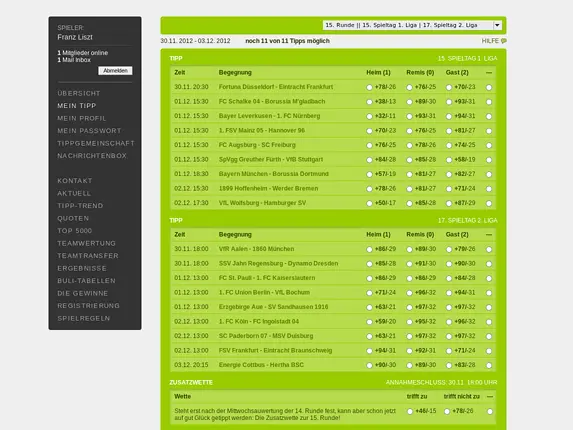 SPIELER:
Franz Liszt
1 Mitglieder online
1 Mail Inbox
Abmelden
ÜBERSICHT
MEIN TIPP
MEIN PROFIL
MEIN PASSWORT
TIPPGEMEINSCHAFT
NACHRICHTENBOX
KONTAKT
AKTUELL
TIPP-TREND
QUOTEN
TOP 5000
TEAMWERTUNG
TEAMTRANSFER
ERGEBNISSE
BULI-TABELLEN
DIE GEWINNE
REGISTRIERUNG
SPIELREGELN
15. Runde || 15. Spieltag 1. Liga | 17. Spieltag 2. Liga
30.11.2012 - 03.12.2012 noch 11 von 11 Tipps möglich HILFE
TIPP 15. SPIELTAG 1. LIGA
Zeit Begegnung Heim (1) Remis (0) Gast (2) ---
30.11. 20:30 Fortuna Düsseldorf - Eintracht Frankfurt +78/-26 +76/-25 +70/-23
01.12. 15:30 FC Schalke 04 - Borussia M'gladbach +38/-13 +89/-30 +93/-31
01.12. 15:30 Bayer Leverkusen - 1. FC Nürnberg +32/-11 +93/-31 +94/-31
01.12. 15:30 1. FSV Mainz 05 - Hannover 96 +70/-23 +76/-25 +81/-27
01.12. 15:30 FC Augsburg - SC Freiburg +76/-25 +78/-26 +74/-25
01.12. 15:30 SpVgg Greuther Fürth - VfB Stuttgart +84/-28 +85/-28 +58/-19
01.12. 18:30 Bayern München - Borussia Dortmund +57/-19 +81/-27 +82/-27
02.12. 15:30 1899 Hoffenheim - Werder Bremen +78/-26 +81/-27 +71/-24
02.12. 17:30 VfL Wolfsburg - Hamburger SV +50/-17 +85/-28 +87/-29
TIPP 17. SPIELTAG 2. LIGA
Zeit Begegnung Heim (1) Remis (0) Gast (2) ---
30.11. 18:00 VfR Aalen - 1860 München +86/-29 +89/-30 +79/-26
30.11. 18:00 SSV Jahn Regensburg - Dynamo Dresden +85/-28 +91/-30 +90/-30
01.12. 13:00 FC St. Pauli - 1. FC Kaiserslautern +86/-29 +86/-29 +84/-28
01.12. 13:00 1. FC Union Berlin - VfL Bochum +71/-24 +96/-32 +94/-31
02.12. 13:00 Erzgebirge Aue - SV Sandhausen 1916 +63/-21 +97/-32 +97/-32
02.12. 13:00 1. FC Köln - FC Ingolstadt 04 +59/-20 +95/-32 +96/-32
02.12. 13:00 SC Paderborn 07 - MSV Duisburg +63/-21 +97/-32 +97/-32
02.12. 13:00 FSV Frankfurt - Eintracht Braunschweig +94/-31 +92/-31 +71/-24
03.12. 20:15 Energie Cottbus - Hertha BSC +90/-30 +89/-30 +83/-28
ZUSATZWETTE ANNAHMESCHLUSS: 30.11. 18:00 UHR
Wette trifft zu trifft nicht zu ---
Steht erst nach der Mittwochsauswertung der 14. Runde fest, kann aber schon jetzt +46/-15 +78/-26
auf gut Glück getippt werden: Die Zusatzwette zur 15. Runde!